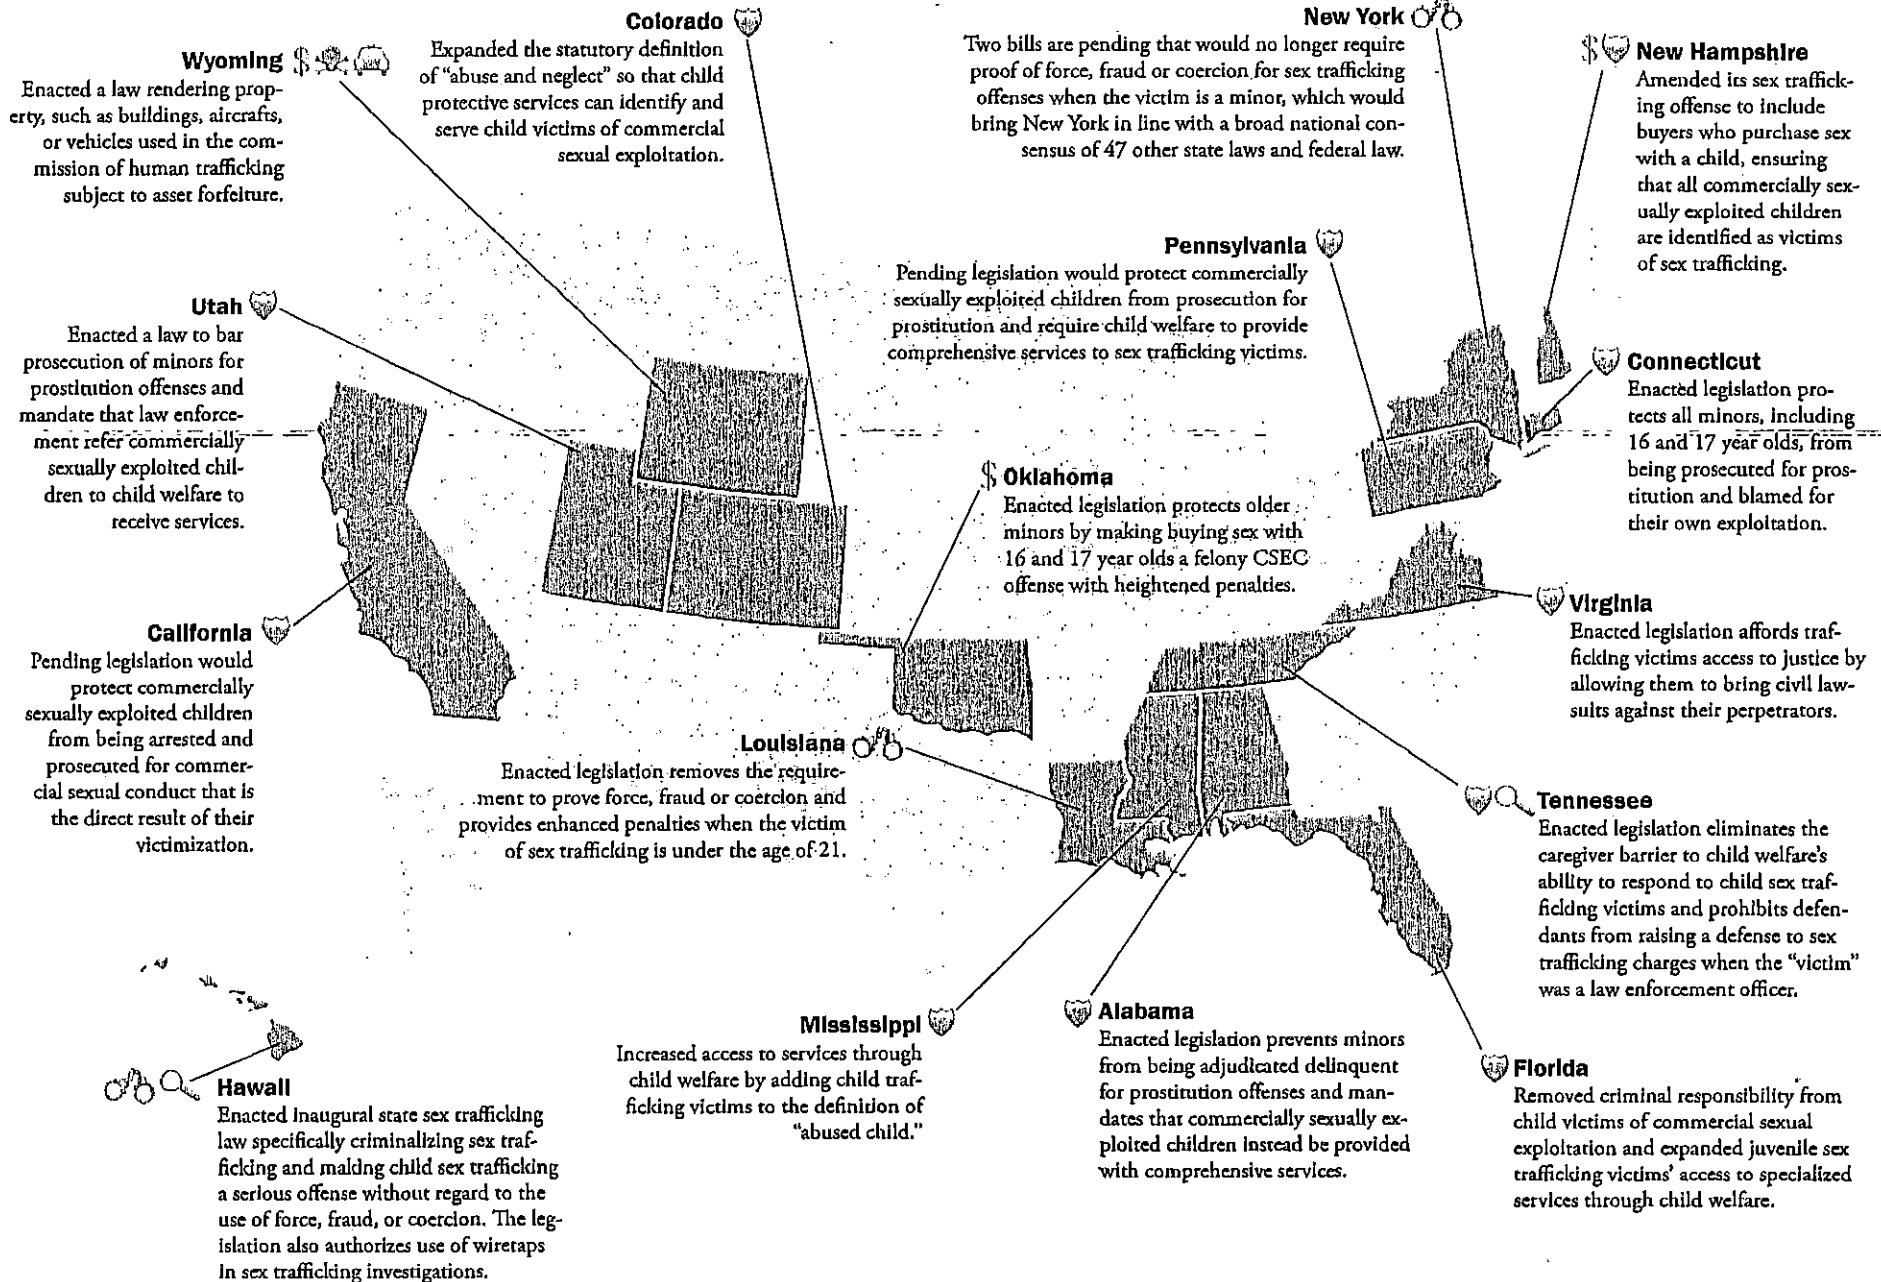 Colorado
Expanded the statutory definition
of “abuse and neglect” so that child
protective services can identify and
serve child victims of commercial
sexual exploitation.
New York
Two bills are pending that would no longer require
proof of force, fraud or coercion for sex trafficking
offenses when the victim is a minor, which would
bring New York in line with a broad national con-
sensus of 47 other state laws and federal law.
Wyoming $
Enacted a law rendering prop-
erty, such as buildings, aircrafts,
or vehicles used in the com-
mission of human trafficking
subject to asset forfeiture.
$ New Hampshire
Amended its sex traffick-
ing offense to include
buyers who purchase sex
with a child, ensuring
that all commercially sex-
ually exploited children
are identified as victims
of sex trafficking.
Pennsylvania
Pending legislation would protect commercially
sexually exploited children from prosecution for
prostitution and require child welfare to provide
comprehensive services to sex trafficking victims.
Utah
Enacted a law to bar
prosecution of minors for
prostitution offenses and
mandate that law enforce-
ment refer commercially
sexually exploited chil-
dren to child welfare to
receive services.
Connecticut
Enacted legislation pro-
tects all minors, including
16 and 17 year olds, from
being prosecuted for pros-
titution and blamed for
their own exploitation.
$ Oklahoma
Enacted legislation protects older
minors by making buying sex with
16 and 17 year olds a felony CSEC
offense with heightened penalties.
Virginia
Enacted legislation affords traf-
ficking victims access to justice by
allowing them to bring civil law-
suits against their perpetrators.
California
Pending legislation would
protect commercially
sexually exploited children
from being arrested and
prosecuted for commer-
cial sexual conduct that is
the direct result of their
victimization.
Louisiana
Enacted legislation removes the require-
ment to prove force, fraud or coercion and
provides enhanced penalties when the victim
of sex trafficking is under the age of 21.
Tennessee
Enacted legislation eliminates the
caregiver barrier to child welfare’s
ability to respond to child sex traf-
ficking victims and prohibits defen-
dants from raising a defense to sex
trafficking charges when the “victim”
was a law enforcement officer.
Mississippi
Increased access to services through
child welfare by adding child traf-
ficking victims to the definition of
“abused child.”
Alabama
Enacted legislation prevents minors
from being adjudicated delinquent
for prostitution offenses and man-
dates that commercially sexually ex-
ploited children instead be provided
with comprehensive services.
Florida
Removed criminal responsibility from
child victims of commercial sexual
exploitation and expanded juvenile sex
trafficking victims’ access to specialized
services through child welfare.
Hawaii
Enacted inaugural state sex trafficking
law specifically criminalizing sex traf-
ficking and making child sex trafficking
a serious offense without regard to the
use of force, fraud, or coercion. The leg-
islation also authorizes use of wiretaps
in sex trafficking investigations.